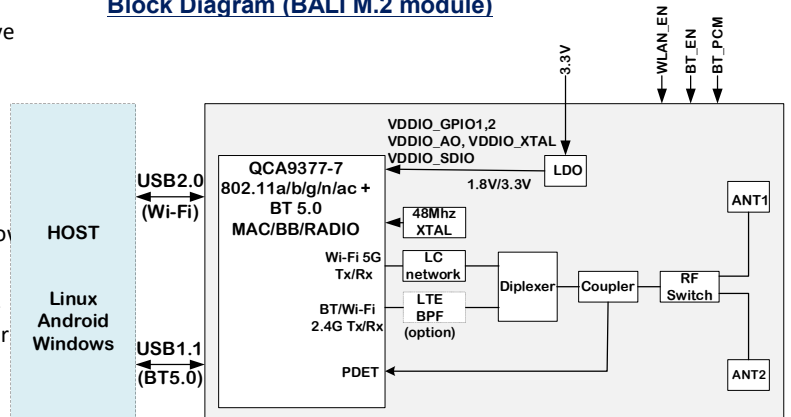 Block Diagram (BALI M.2 module)
WLAN_EN
BT_EN
BT_PCM
3.3V
VDDIO_GPIO1,2
VDDIO_AO, VDDIO_XTAL
VDDIO_SDIO
LDO
1.8V/3.3V
QCA9377-7
802.11a/b/g/n/ac +
BT 5.0
MAC/BB/RADIO
USB2.0
(Wi-Fi)
48Mhz
XTAL
ANT1
HOST
Linux
Android
Windows
Wi-Fi 5G
Tx/Rx
LC
network
Diplexer
Coupler
RF
Switch
BT/Wi-Fi
2.4G Tx/Rx
LTE
BPF
(option)
USB1.1
(BT5.0)
PDET
ANT2